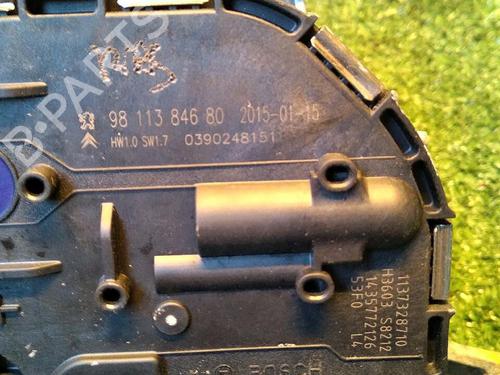 98 113 846 80 2015-01-15
HW1.0 SW1.7 0390248151
1137328710
H3603 S8212
1435772126
53F0 L4
BOSCH
B-PARTS